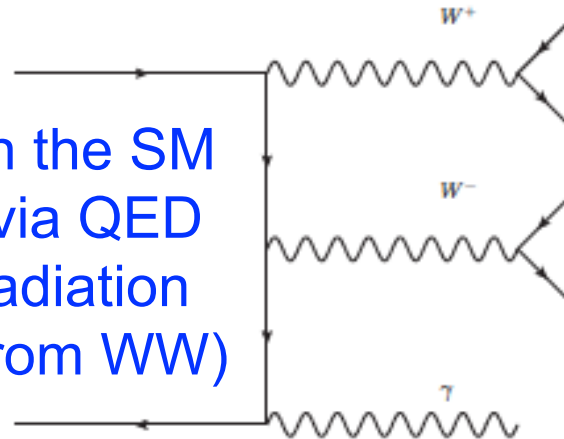 W+
n the SM
via QED
W−
adiation
rom WW)
γ